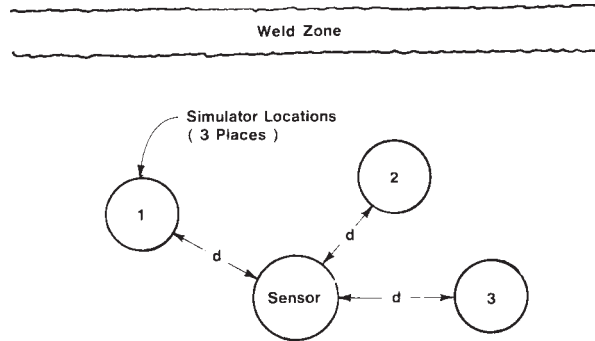 Weld Zone
Simulator Locations
( 3 Places )
1
2
d
d
Sensor
d
3